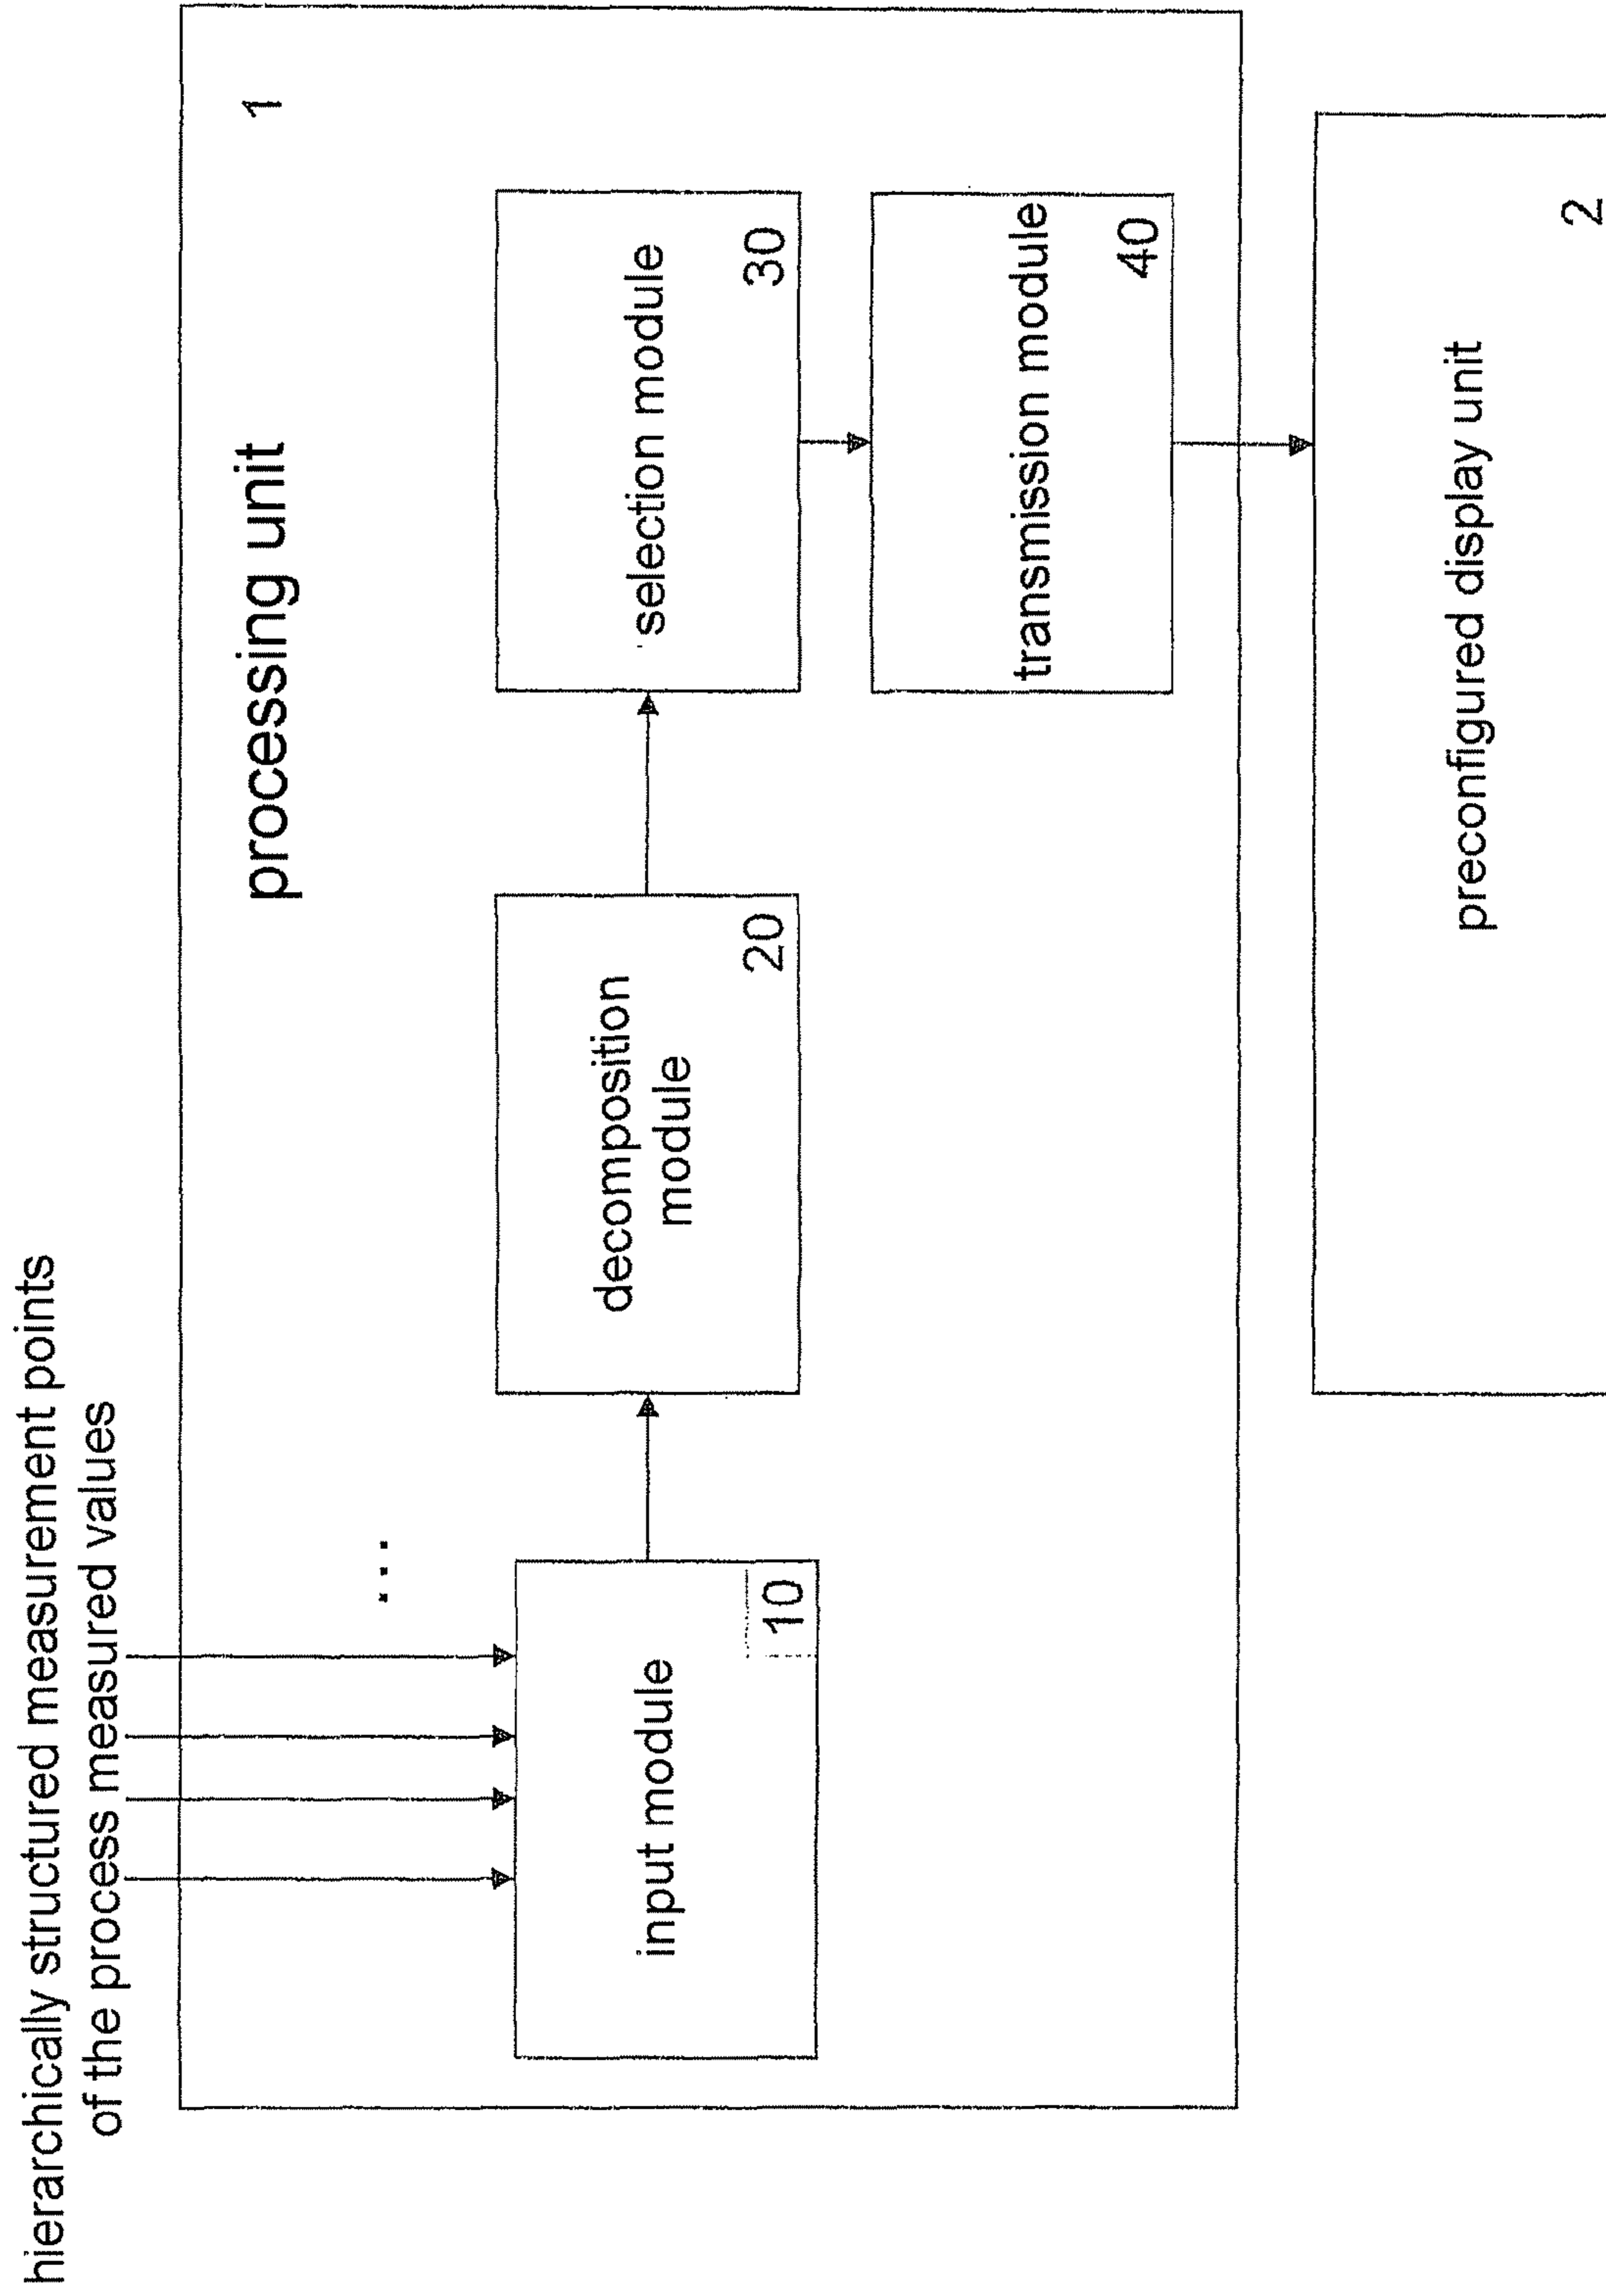 hierarchically structured measurement points
of the process measured values
processing unit
1
...
input module
10
decomposition
module
20
selection module
30
transmission module
40
preconfigured display unit
2